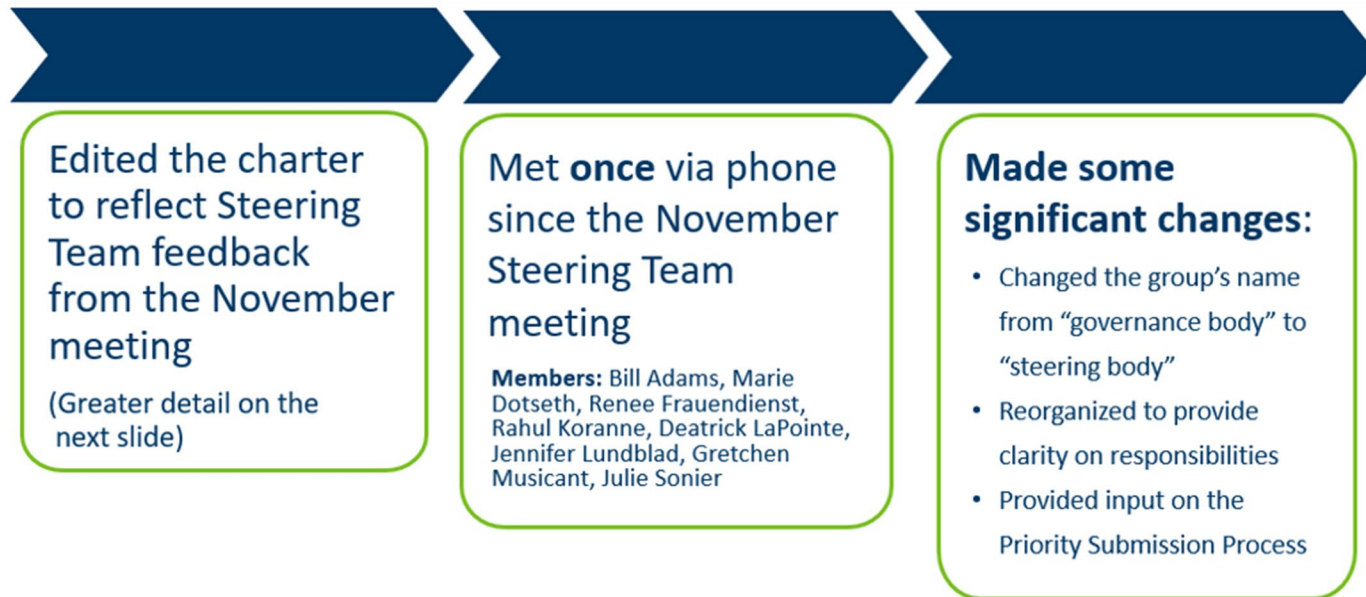 Edited the charter
to reflect Steering
Team feedback
from the November
meeting
(Greater detail on the
next slide)
Met once via phone
since the November
Steering Team
meeting
Members: Bill Adams, Marie
Dotseth, Renee Frauendienst,
Rahul Koranne, Deatrick LaPointe,
Jennifer Lundblad, Gretchen
Musicant, Julie Sonier
Made some
significant changes:
• Changed the group’s name
from “governance body” to
“steering body”
• Reorganized to provide
clarity on responsibilities
• Provided input on the
Priority Submission Process